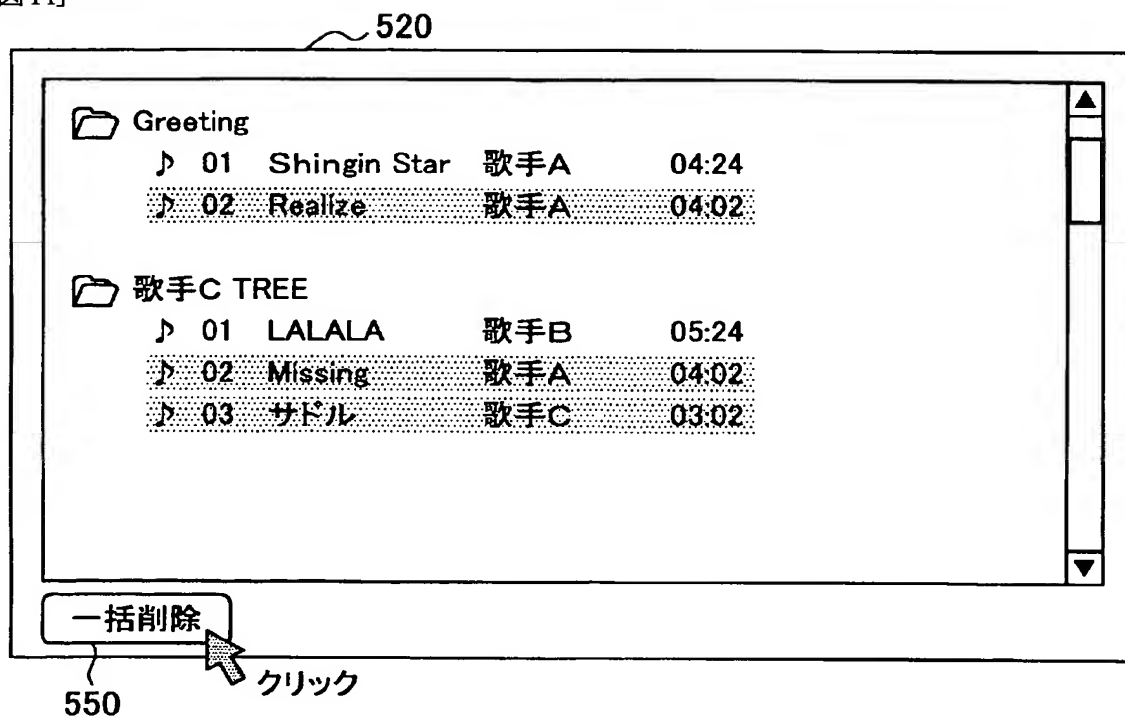 520
Greeting
♪ 01 Shingin Star 歌手A 04:24
♪ 02 Realize 歌手A 04:02
歌手C TREE
♪ 01 LALALA 歌手B 05:24
♪ 02 Missing 歌手A 04:02
♪ 03 サドル 歌手C 03:02
一括削除
クリック
550